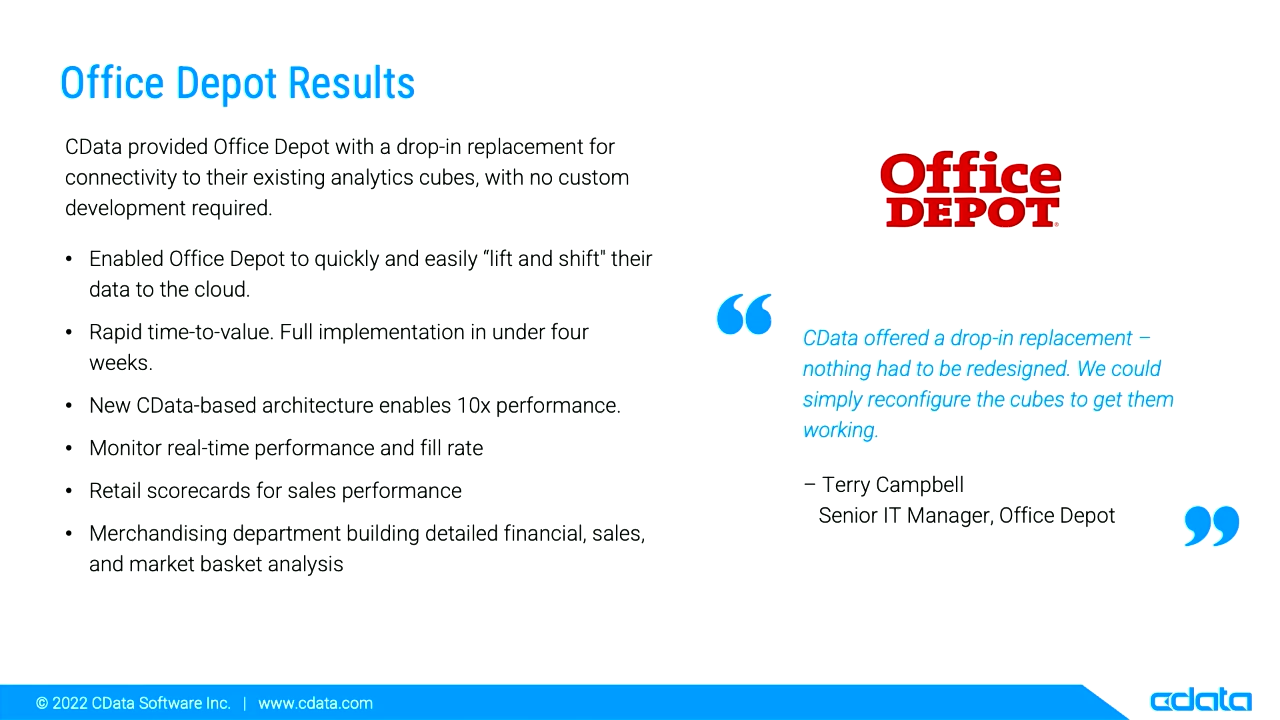 Office Depot Results
CData provided Office Depot with a drop-in replacement for
connectivity to their existing analytics cubes, with no custom
development required.
• Enabled Office Depot to quickly and easily “lift and shift" their
data to the cloud.
• Rapid time-to-value. Full implementation in under four
weeks.
• New CData-based architecture enables 10x performance.
• Monitor real-time performance and fill rate
• Retail scorecards for sales performance
• Merchandising department building detailed financial, sales,
and market basket analysis
Office
DEPOT
“
CData offered a drop-in replacement –
nothing had to be redesigned. We could
simply reconfigure the cubes to get them
working.
– Terry Campbell
Senior IT Manager, Office Depot
”
© 2022 CData Software Inc. | www.cdata.com
cdata